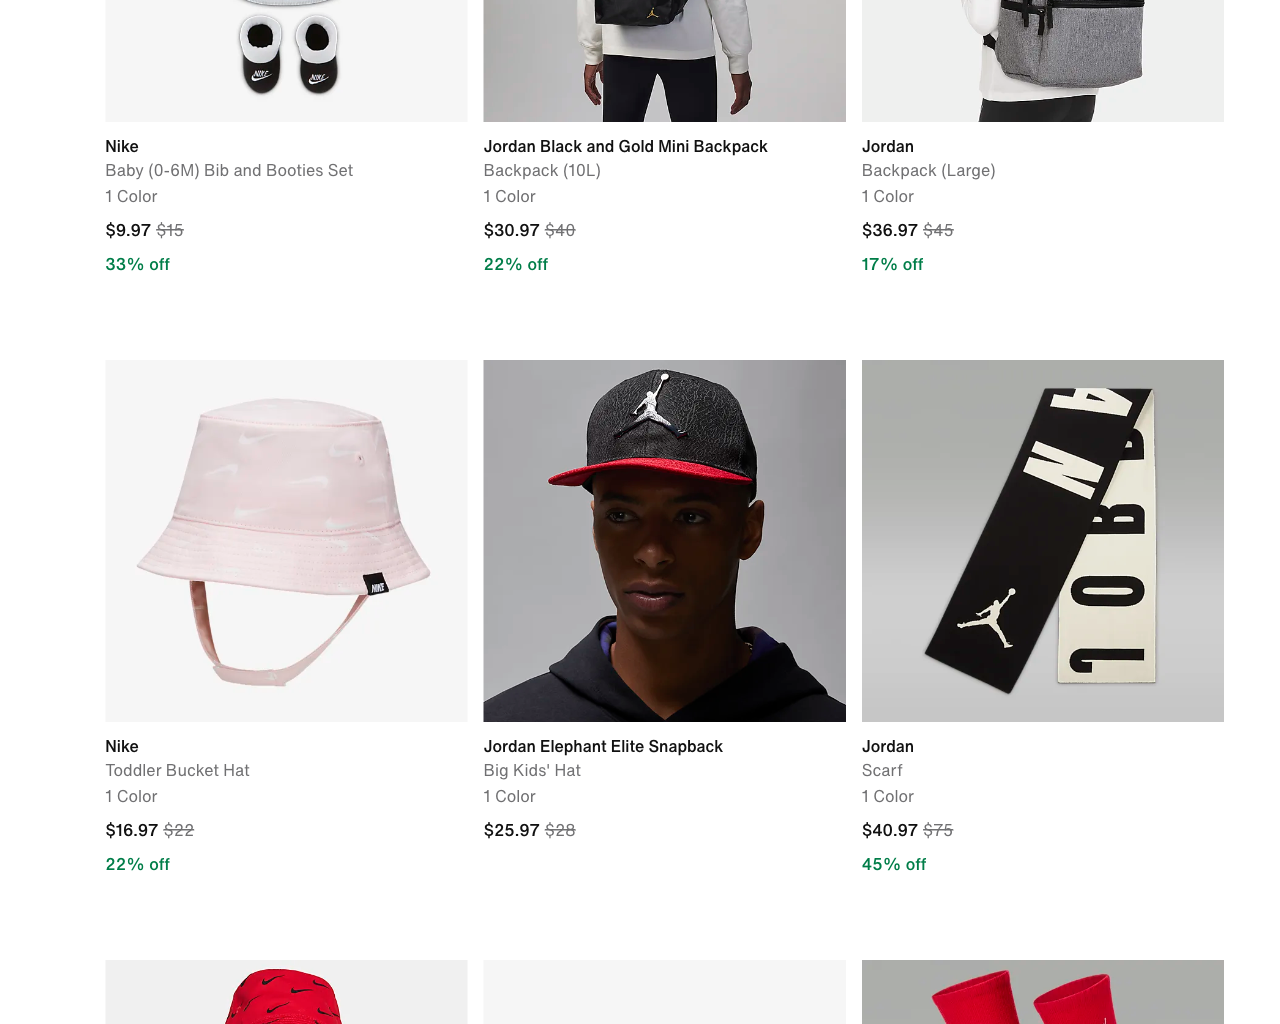 NIKE
NIKE
Nike
Baby (0-6M) Bib and Booties Set
1 Color
$9.97 $15
33% off
Jordan Black and Gold Mini Backpack
Backpack (10L)
1 Color
$30.97 $40
22% off
Jordan
Backpack (Large)
1 Color
$36.97 $45
17% off
NIKE
Nike
Toddler Bucket Hat
1 Color
$16.97 $22
22% off
Jordan Elephant Elite Snapback
Big Kids' Hat
1 Color
$25.97 $28
Jordan
Scarf
1 Color
$40.97 $75
45% off